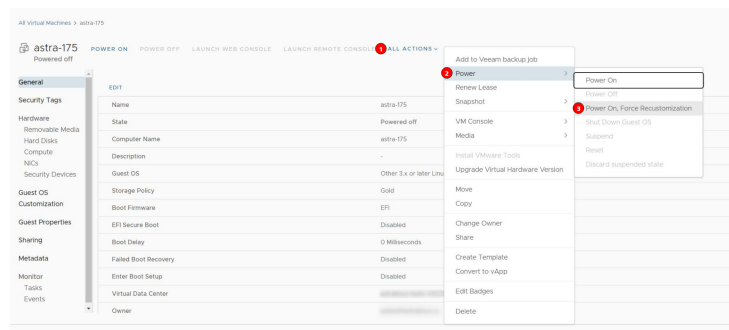 All Virtual Machines > astra-175
astra-175
Powered off
POWER ON POWER OFF LAUNCH WEB CONSOLE LAUNCH REMOTE CONSOLE 1 ALL ACTIONS
General
Security Tags
Hardware
Removable Media
Hard Disks
Compute
NICs
Security Devices
Guest OS
Customization
Guest Properties
Sharing
Metadata
Monitor
Tasks
Events
EDIT
Name astra-175
State Powered off
Computer Name astra-175
Description -
Guest OS Other 3.x or later Linu
Storage Policy Gold
Boot Firmware EFI
EFI Secure Boot Disabled
Boot Delay 0 Milliseconds
Failed Boot Recovery Disabled
Enter Boot Setup Disabled
Virtual Data Center
Owner
Add to Veeam backup job
2 Power >
Renew Lease
Snapshot >
VM Console >
Media >
Install VMware Tools
Upgrade Virtual Hardware Version
Move
Copy
Change Owner
Share
Create Template
Convert to vApp
Edit Badges
Delete
Power On
Power Off
3 Power On, Force Recustomization
Shut Down Guest OS
Suspend
Reset
Discard suspended state